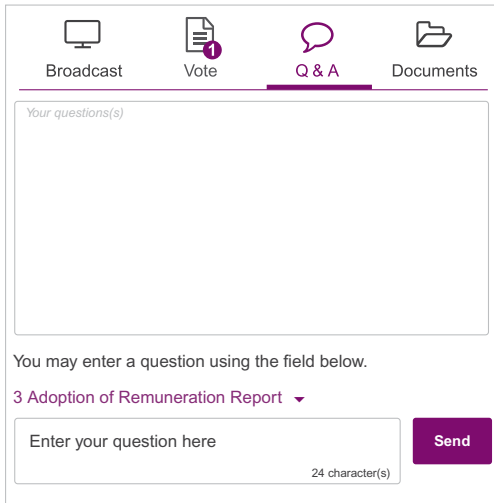 1
Broadcast Vote Q & A Documents
Your questions(s)
You may enter a question using the field below.
3 Adoption of Remuneration Report
Enter your question here
Send
24 character(s)